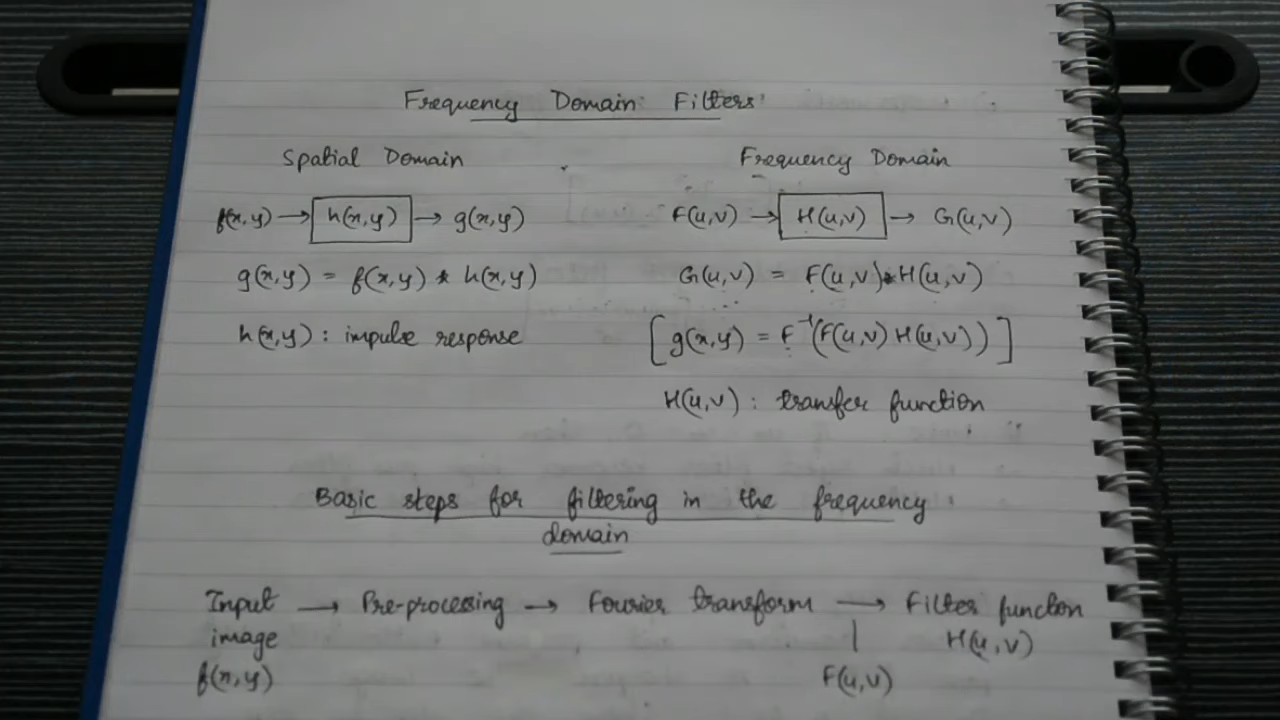 Frequency Domain Filters
Spatial Domain
Frequency Domain
f(x,y) → h(x,y) → g(x,y)
F(u,v) → H(u,v) → G(u,v)
g(x,y) = f(x,y) * h(x,y)
G(u,v) = F(u,v)*H(u,v)
h(x,y) : impulse response
[g(x,y) = F⁻¹(F(u,v) H(u,v))]
H(u,v) : transfer function
Basic steps for filtering in the frequency
domain
Input → Pre-processing → Fourier transform → Filter function
image | H(u,v)
f(x,y) F(u,v)